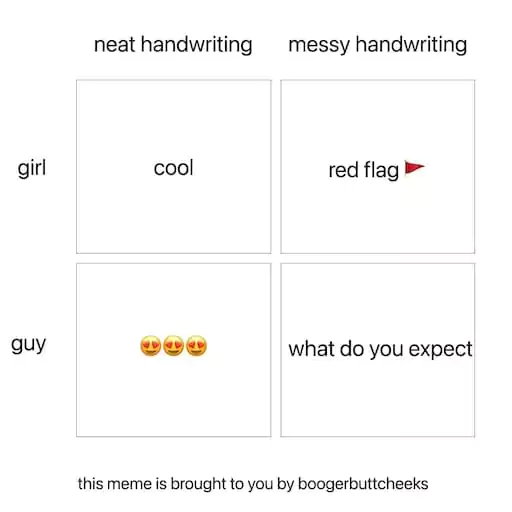 neat handwriting messy handwriting
girl cool red flag 🚩
guy 😍😍😍 what do you expect
this meme is brought to you by boogerbuttcheeks